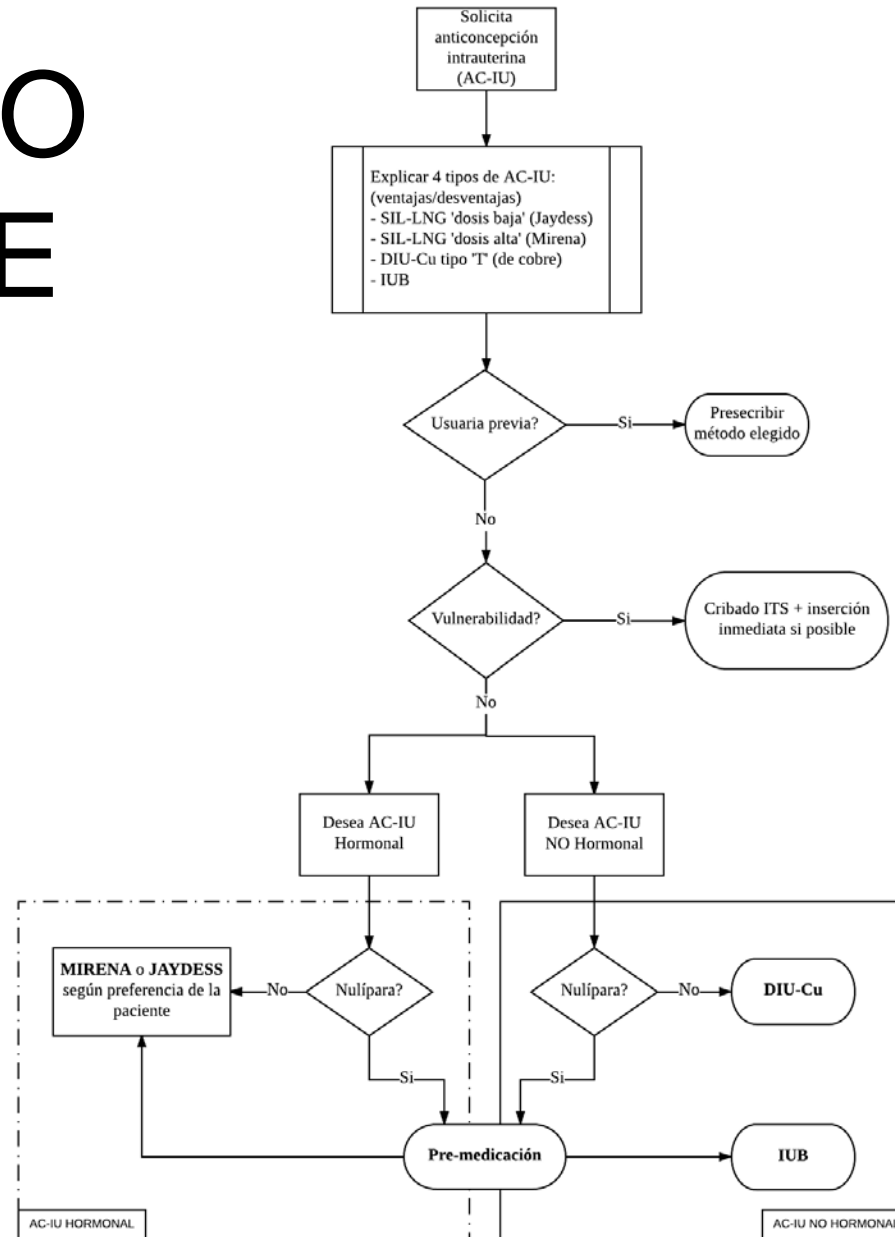 O
E
Solicita
anticoncepción
intrauterina
(AC-IU)
Explicar 4 tipos de AC-IU:
(ventajas/desventajas)
- SIL-LNG 'dosis baja' (Jaydess)
- SIL-LNG 'dosis alta' (Mirena)
- DIU-Cu tipo 'T' (de cobre)
- IUB
Usuaria previa?
Si
Presecribir
método elegido
No
Vulnerabilidad?
Si
Cribado ITS + inserción
inmediata si posible
No
Desea AC-IU
Hormonal
Desea AC-IU
NO Hormonal
MIRENA o JAYDESS
según preferencia de la
paciente
No
Nulípara?
Nulípara?
No
DIU-Cu
Si
Si
Pre-medicación
IUB
AC-IU HORMONAL
AC-IU NO HORMONAL